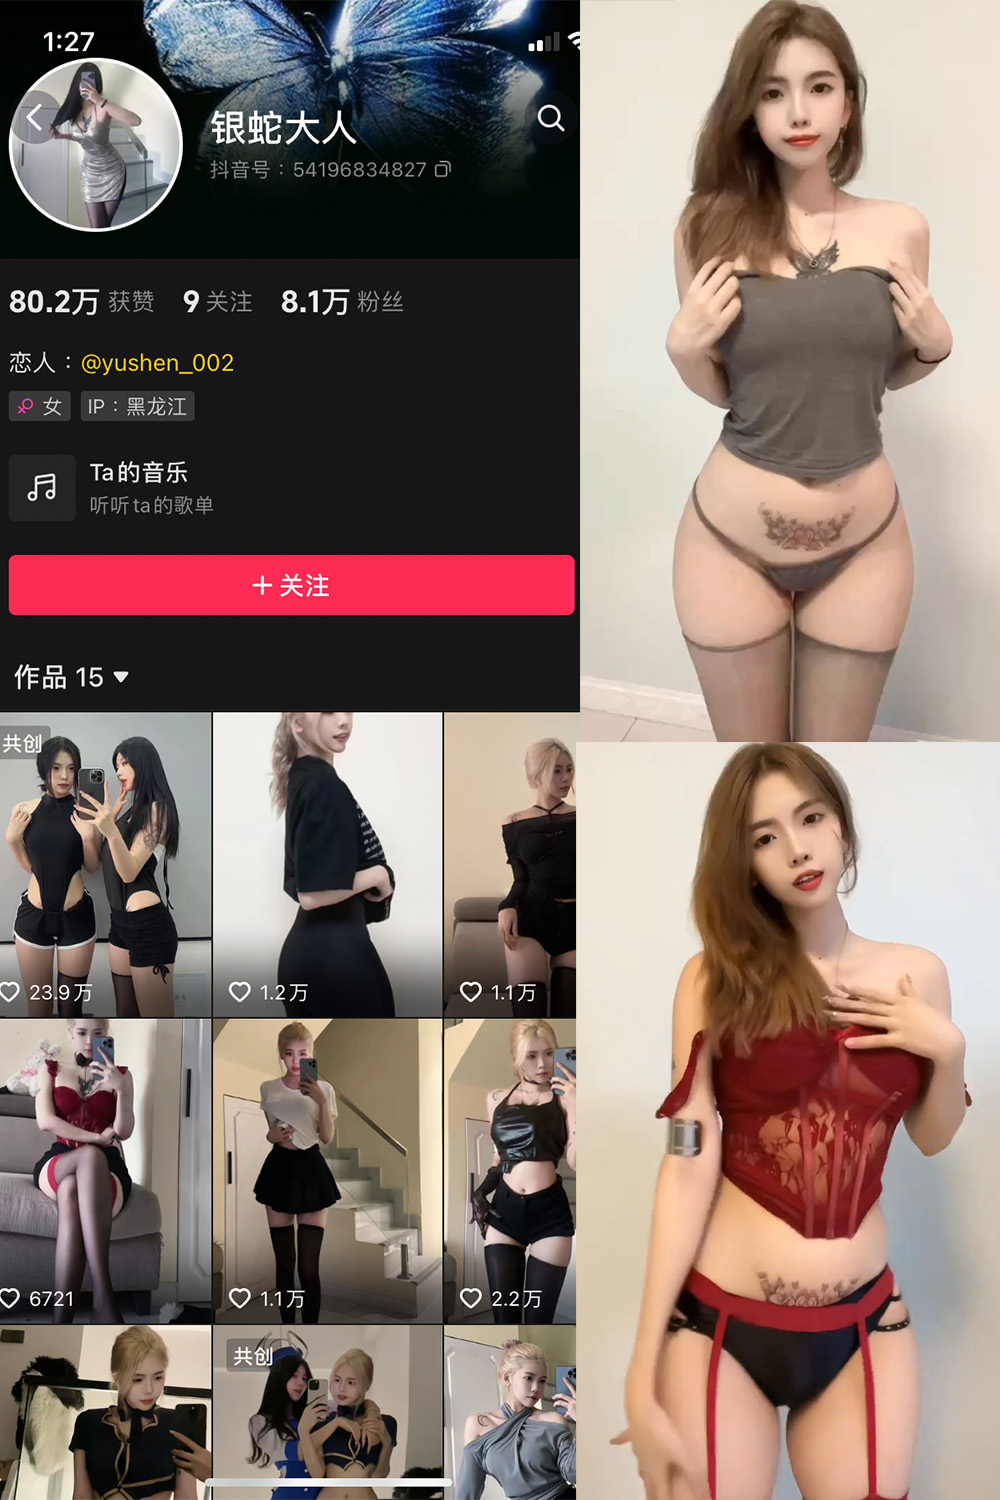 1:27
银蛇大人
抖音号：54196834827
80.2万 获赞 9 关注 8.1万 粉丝
恋人：@yushen_002
女 IP：黑龙江
Ta的音乐
听听ta的歌单
+ 关注
作品 15
共创
23.9万
1.2万
1.1万
6721
1.1万
2.2万
共创